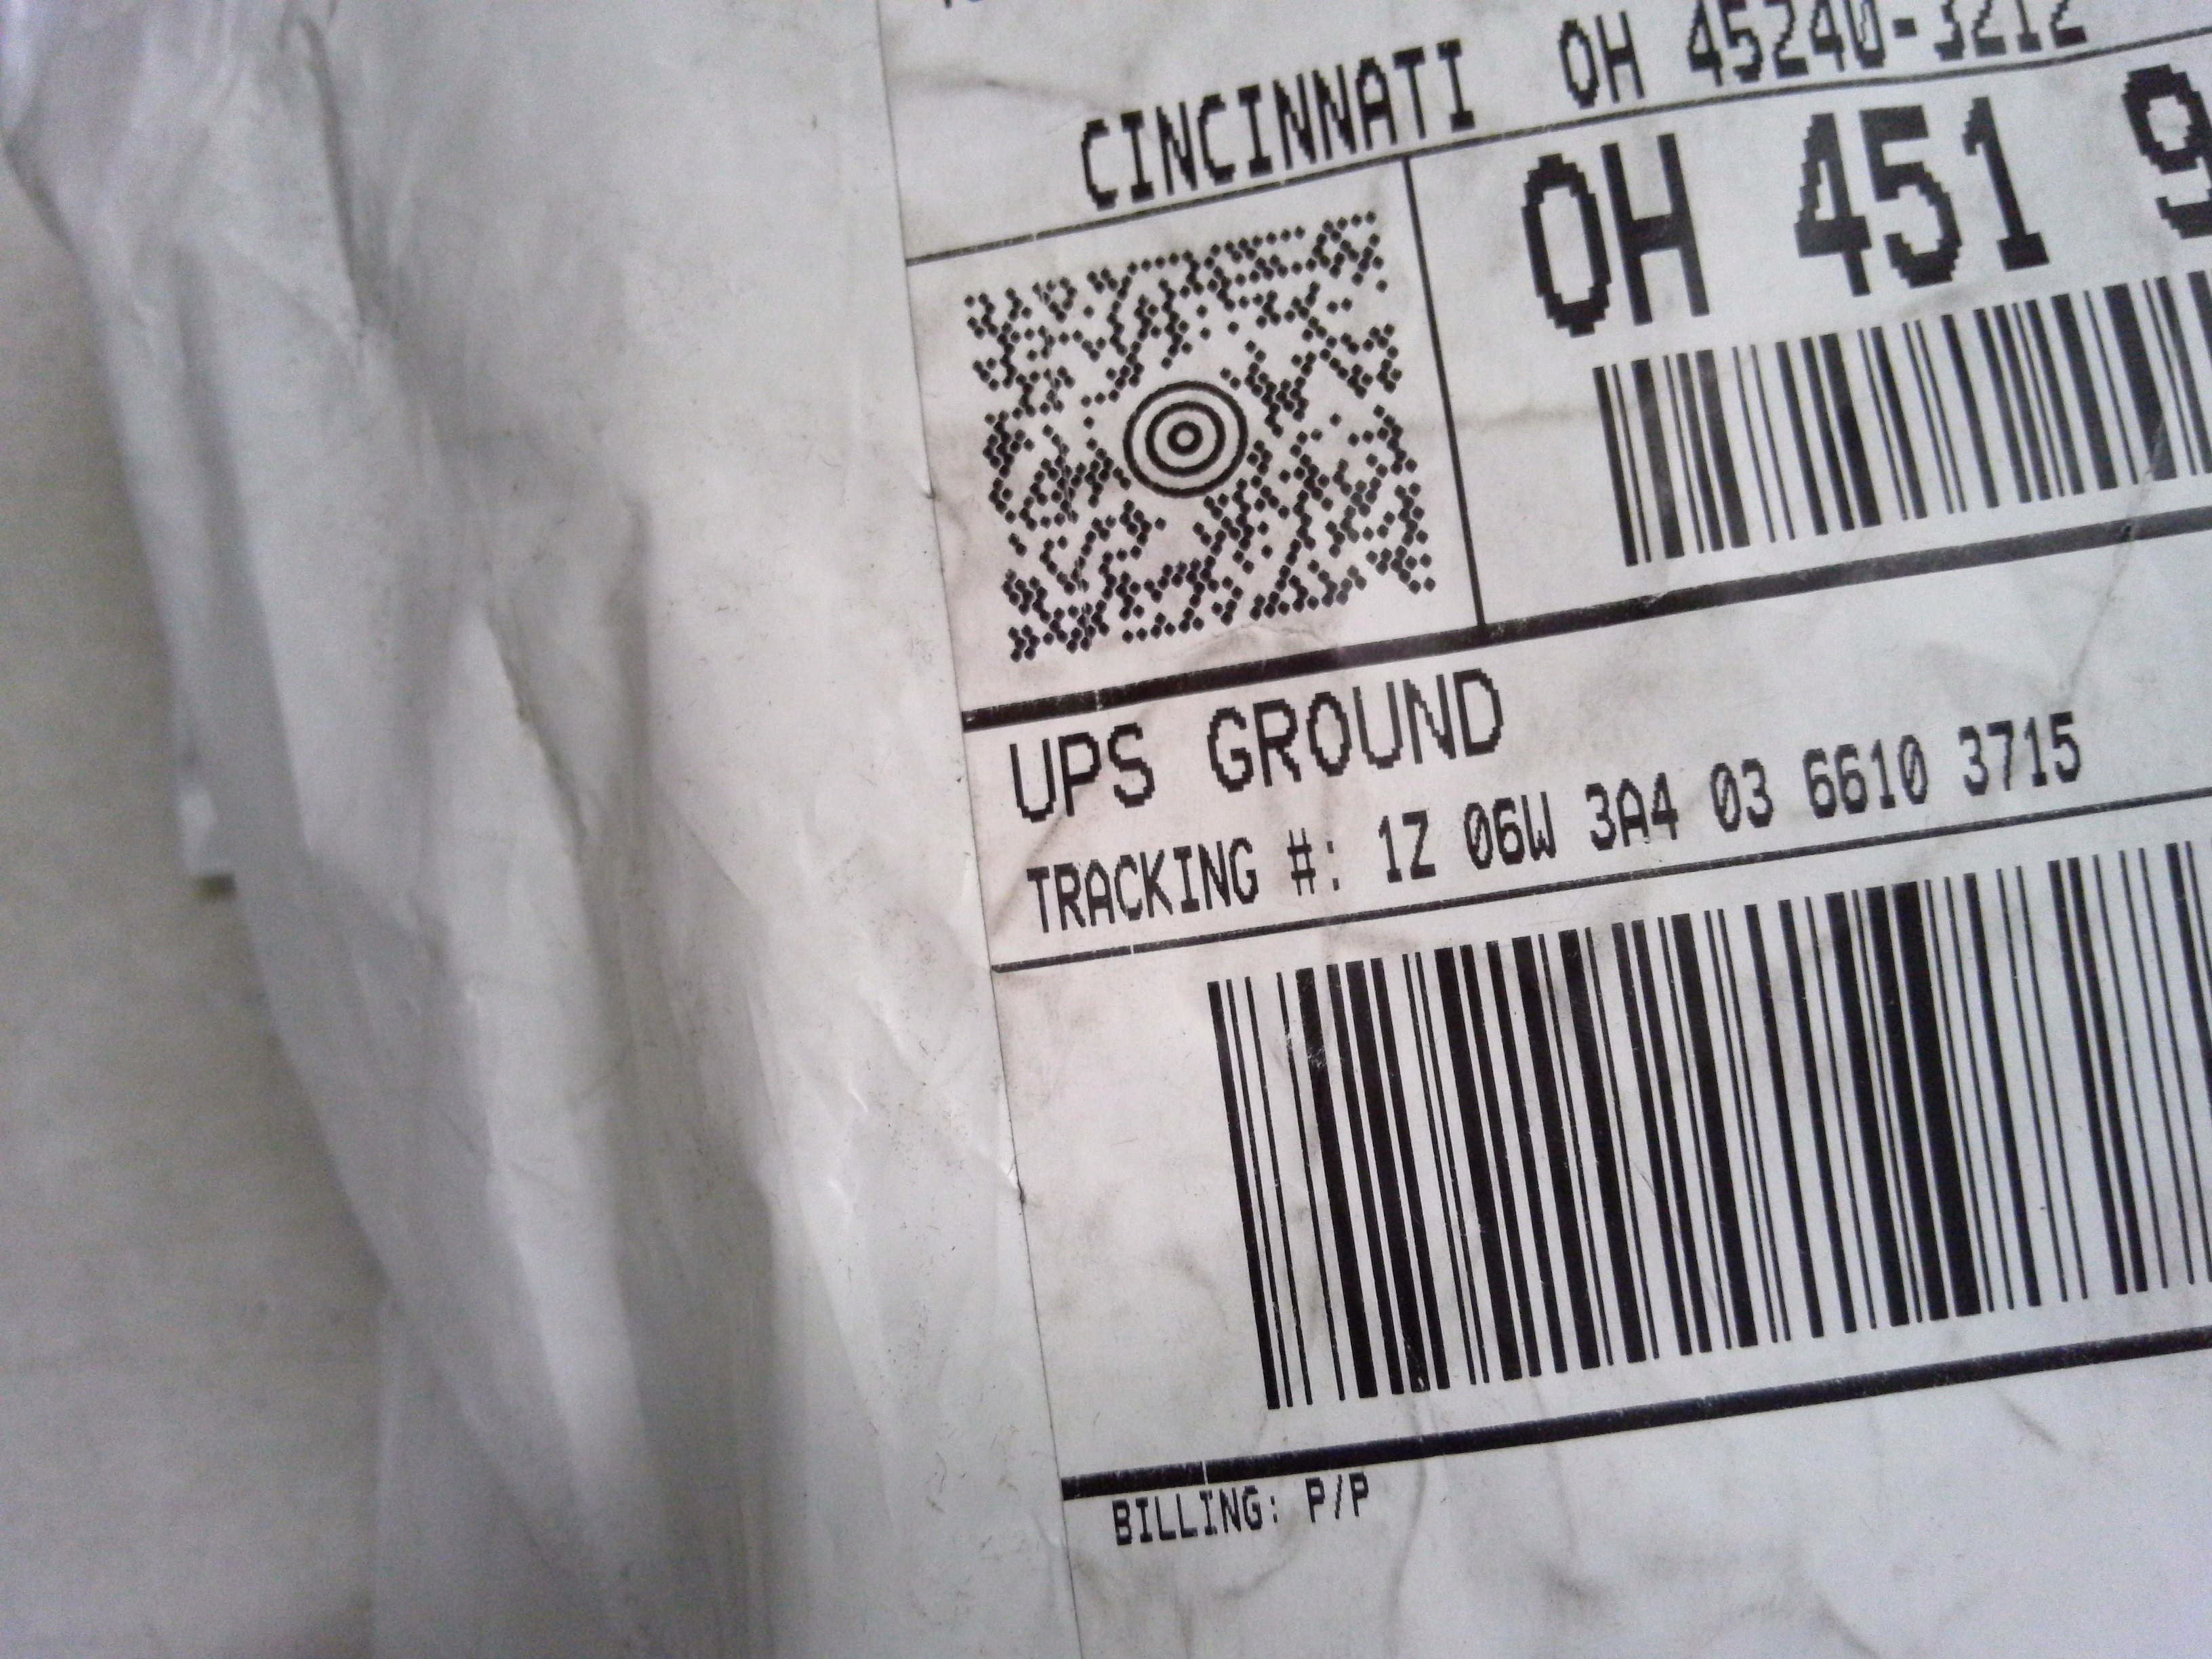 CINCINNATI OH 45240-3212
OH 451 9
UPS GROUND
TRACKING #: 1Z 06W 3A4 03 6610 3715
BILLING: P/P